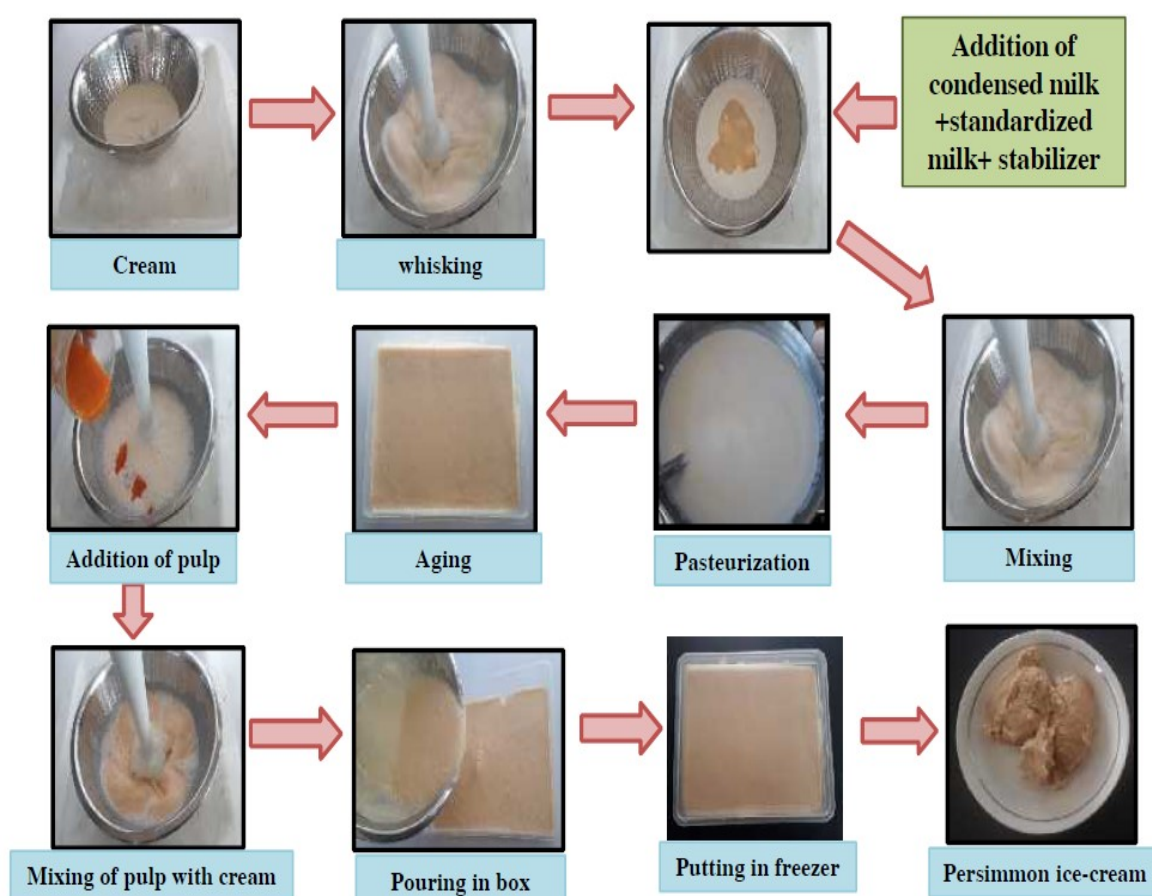 Addition of
condensed milk
+standardized
milk+ stabilizer
Cream
whisking
Addition of pulp
Aging
Pasteurization
Mixing
Mixing of pulp with cream
Pouring in box
Putting in freezer
Persimmon ice-cream